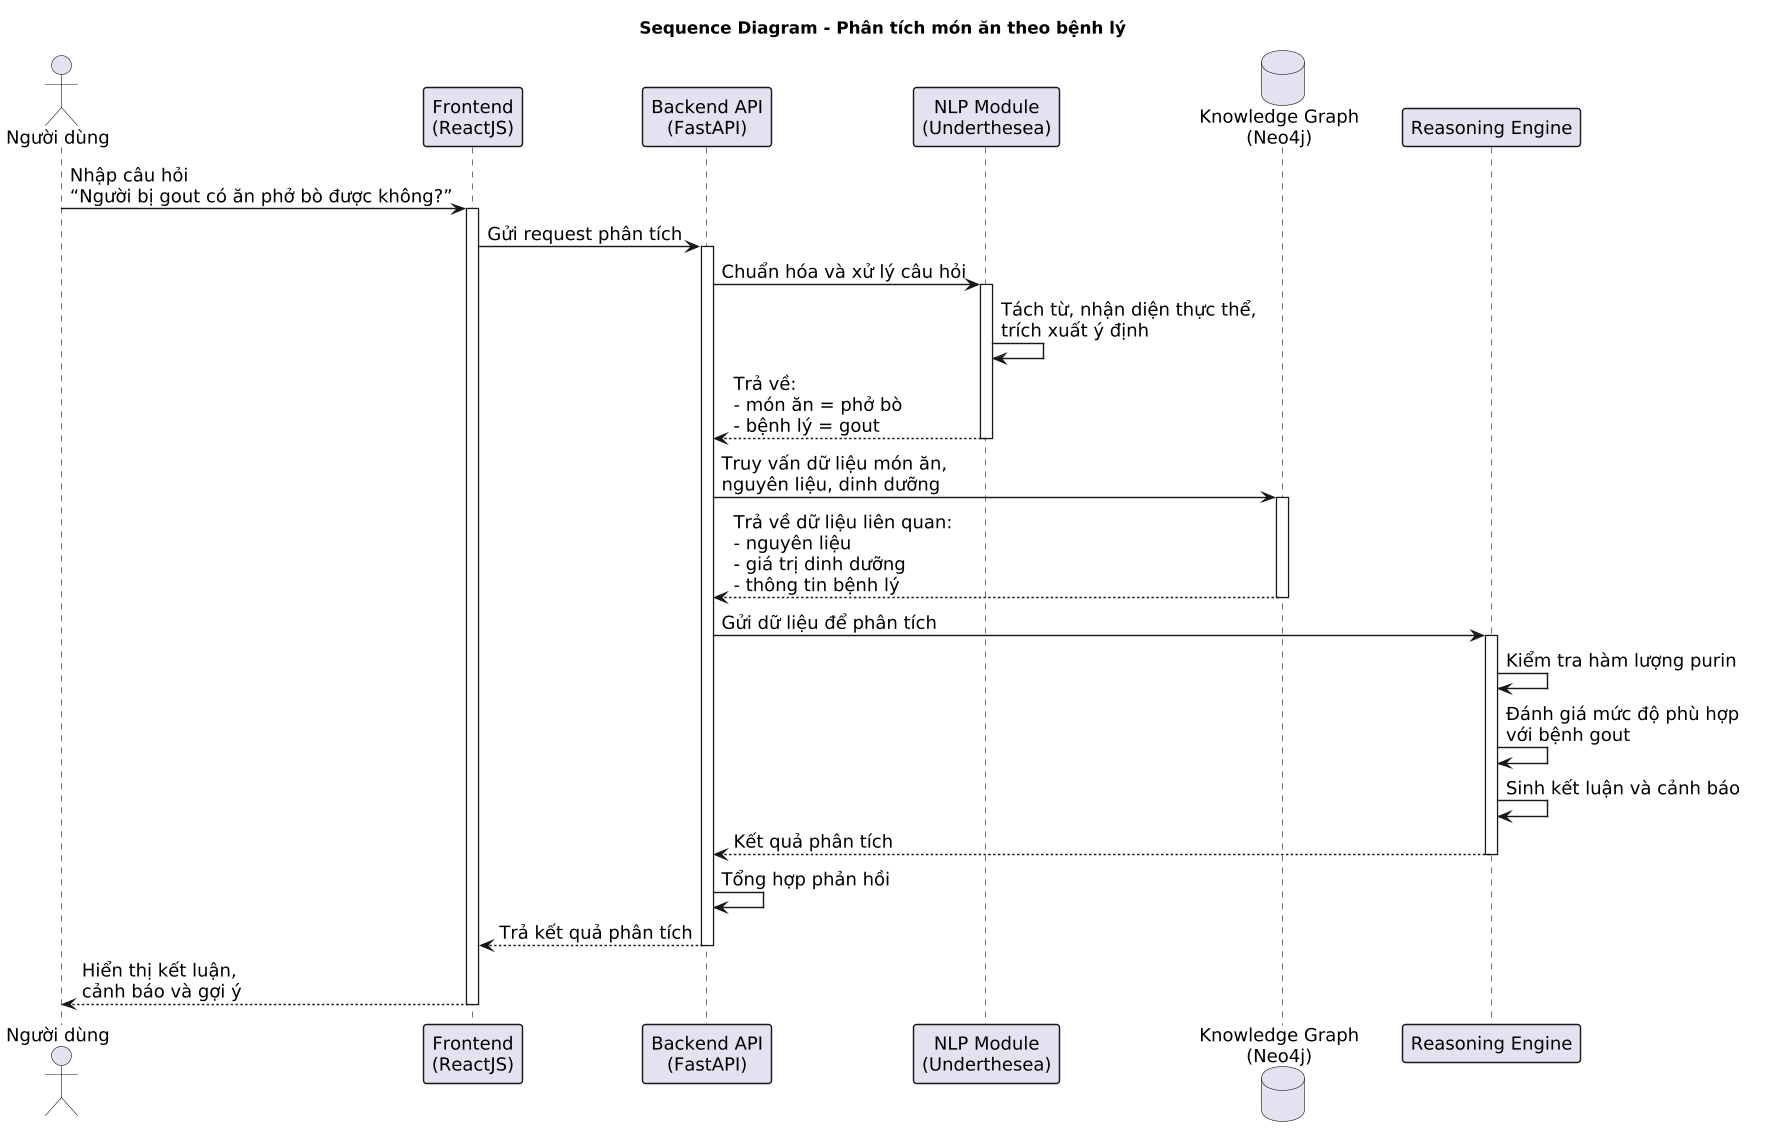 Sequence Diagram - Phân tích món ăn theo bệnh lý
Người dùng
Frontend
(ReactJS)
Backend API
(FastAPI)
NLP Module
(Underthesea)
Knowledge Graph
(Neo4j)
Reasoning Engine
Nhập câu hỏi
“Người bị gout có ăn phở bò được không?”
Gửi request phân tích
Chuẩn hóa và xử lý câu hỏi
Tách từ, nhận diện thực thể,
trích xuất ý định
Trả về:
- món ăn = phở bò
- bệnh lý = gout
Truy vấn dữ liệu món ăn,
nguyên liệu, dinh dưỡng
Trả về dữ liệu liên quan:
- nguyên liệu
- giá trị dinh dưỡng
- thông tin bệnh lý
Gửi dữ liệu để phân tích
Kiểm tra hàm lượng purin
Đánh giá mức độ phù hợp
với bệnh gout
Sinh kết luận và cảnh báo
Kết quả phân tích
Tổng hợp phản hồi
Trả kết quả phân tích
Hiển thị kết luận,
cảnh báo và gợi ý
Người dùng
Frontend
(ReactJS)
Backend API
(FastAPI)
NLP Module
(Underthesea)
Knowledge Graph
(Neo4j)
Reasoning Engine